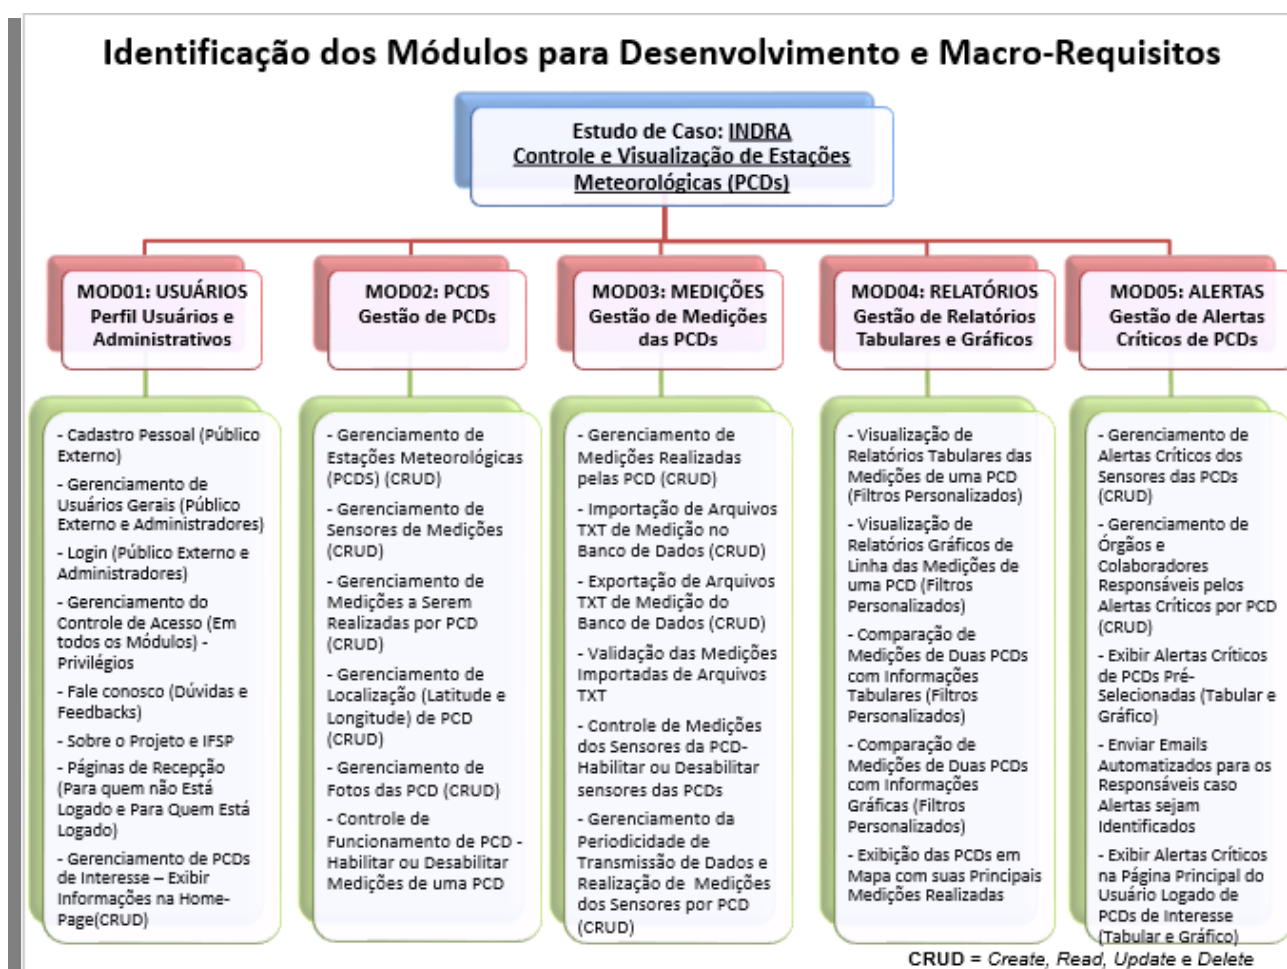 Identificação dos Módulos para Desenvolvimento e Macro-Requisitos
Estudo de Caso: INDRA
Controle e Visualização de Estações
Meteorológicas (PCDs)
MOD01: USUÁRIOS
Perfil Usuários e
Administrativos
MOD02: PCDS
Gestão de PCDs
MOD03: MEDIÇÕES
Gestão de Medições
das PCDs
MOD04: RELATÓRIOS
Gestão de Relatórios
Tabulares e Gráficos
MOD05: ALERTAS
Gestão de Alertas
Críticos de PCDs
- Cadastro Pessoal (Público
Externo)
- Gerenciamento de
Usuários Gerais (Público
Externo e Administradores)
- Login (Público Externo e
Administradores)
- Gerenciamento do
Controle de Acesso (Em
todos os Módulos) -
Privilégios
- Fale conosco (Dúvidas e
Feedbacks)
- Sobre o Projeto e IFSP
- Páginas de Recepção
(Para quem não Está
Logado e Para Quem Está
Logado)
- Gerenciamento de PCDs
de Interesse – Exibir
Informações na Home-
Page(CRUD)
- Gerenciamento de
Estações Meteorológicas
(PCDS) (CRUD)
- Gerenciamento de
Sensores de Medições
(CRUD)
- Gerenciamento de
Medições a Serem
Realizadas por PCD
(CRUD)
- Gerenciamento de
Localização (Latitude e
Longitude) de PCD
(CRUD)
- Gerenciamento de
Fotos das PCD (CRUD)
- Controle de
Funcionamento de PCD -
Habilitar ou Desabilitar
Medições de uma PCD
- Gerenciamento de
Medições Realizadas
pelas PCD (CRUD)
- Importação de Arquivos
TXT de Medição no
Banco de Dados (CRUD)
- Exportação de Arquivos
TXT de Medição do
Banco de Dados (CRUD)
- Validação das Medições
Importadas de Arquivos
TXT
- Controle de Medições
dos Sensores da PCD-
Habilitar ou Desabilitar
sensores das PCDs
- Gerenciamento da
Periodicidade de
Transmissão de Dados e
Realização de Medições
dos Sensores por PCD
(CRUD)
- Visualização de
Relatórios Tabulares das
Medições de uma PCD
(Filtros Personalizados)
- Visualização de
Relatórios Gráficos de
Linha das Medições de
uma PCD (Filtros
Personalizados)
- Comparação de
Medições de Duas PCDs
com Informações
Tabulares (Filtros
Personalizados)
- Comparação de
Medições de Duas PCDs
com Informações
Gráficas (Filtros
Personalizados)
- Exibição das PCDs em
Mapa com suas Principais
Medições Realizadas
- Gerenciamento de
Alertas Críticos dos
Sensores das PCDs
(CRUD)
- Gerenciamento de
Órgãos e
Colaboradores
Responsáveis pelos
Alertas Críticos por PCD
(CRUD)
- Exibir Alertas Críticos
de PCDs Pré-
Selecionadas (Tabular e
Gráfico)
- Enviar Emails
Automatizados para os
Responsáveis caso
Alertas sejam
Identificados
- Exibir Alertas Críticos
na Página Principal do
Usuário Logado de
PCDs de Interesse
(Tabular e Gráfico)
CRUD = Create, Read, Update e Delete